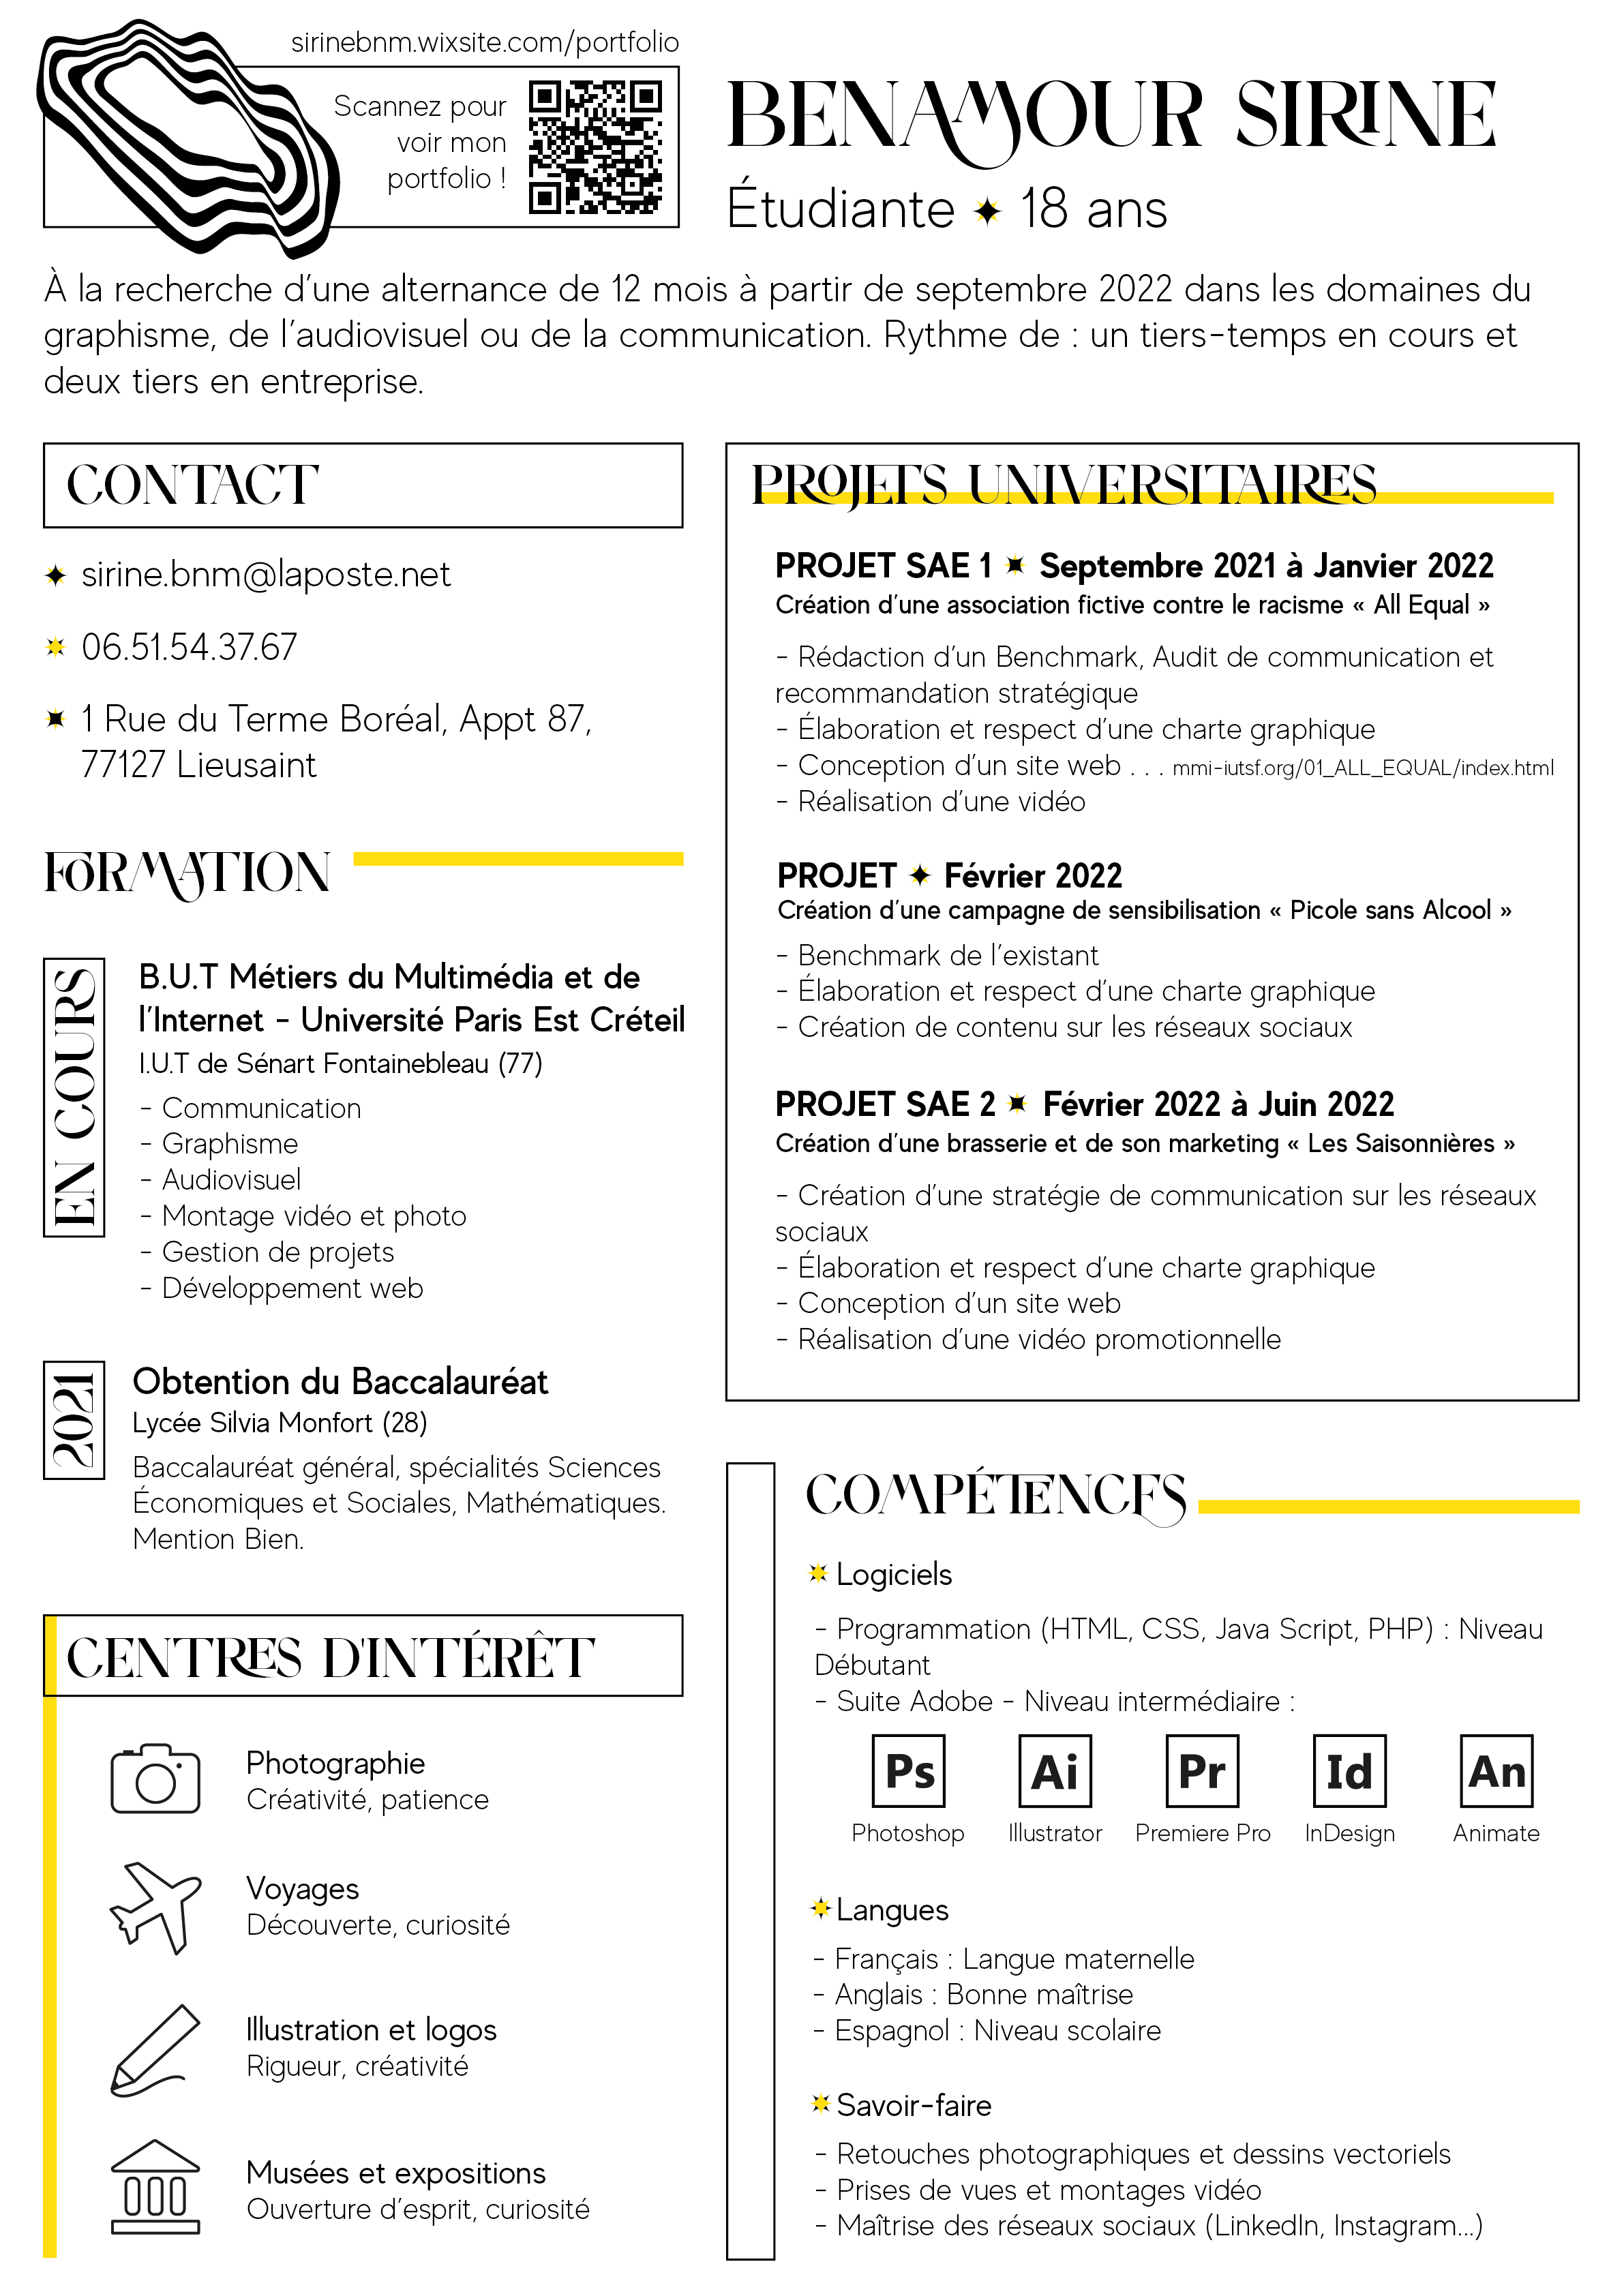 sirinebnm.wixsite.com/portfolio
Scannez pour
voir mon
portfolio !
BENAMOUR SIRINE
Étudiante 18 ans
À la recherche d'une alternance de 12 mois à partir de septembre 2022 dans les domaines du
graphisme, de l'audiovisuel ou de la communication. Rythme de : un tiers-temps en cours et
deux tiers en entreprise.
CONTACT
sirine.bnm@laposte.net
06.51.54.37.67
1 Rue du Terme Boréal, Appt 87,
77127 Lieusaint
FORMATION
EN COURS
B.U.T Métiers du Multimédia et de
l'Internet - Université Paris Est Créteil
I.U.T de Sénart Fontainebleau (77)
- Communication
- Graphisme
- Audiovisuel
- Montage vidéo et photo
- Gestion de projets
- Développement web
2021
Obtention du Baccalauréat
Lycée Silvia Monfort (28)
Baccalauréat général, spécialités Sciences
Économiques et Sociales, Mathématiques.
Mention Bien.
CENTRES D'INTÉRÊT
Photographie
Créativité, patience
Voyages
Découverte, curiosité
Illustration et logos
Rigueur, créativité
Musées et expositions
Ouverture d'esprit, curiosité
PROJETS UNIVERSITAIRES
PROJET SAE 1 Septembre 2021 à Janvier 2022
Création d'une association fictive contre le racisme « All Equal »
- Rédaction d'un Benchmark, Audit de communication et
recommandation stratégique
- Élaboration et respect d'une charte graphique
- Conception d'un site web . . . mmi-iutsf.org/01_ALL_EQUAL/index.html
- Réalisation d'une vidéo
PROJET Février 2022
Création d'une campagne de sensibilisation « Picole sans Alcool »
- Benchmark de l'existant
- Élaboration et respect d'une charte graphique
- Création de contenu sur les réseaux sociaux
PROJET SAE 2 Février 2022 à Juin 2022
Création d'une brasserie et de son marketing « Les Saisonnières »
- Création d'une stratégie de communication sur les réseaux
sociaux
- Élaboration et respect d'une charte graphique
- Conception d'un site web
- Réalisation d'une vidéo promotionnelle
COMPÉTENCES
Logiciels
- Programmation (HTML, CSS, Java Script, PHP) : Niveau
Débutant
- Suite Adobe - Niveau intermédiaire :
Ps Ai Pr Id An
Photoshop Illustrator Premiere Pro InDesign Animate
Langues
- Français : Langue maternelle
- Anglais : Bonne maîtrise
- Espagnol : Niveau scolaire
Savoir-faire
- Retouches photographiques et dessins vectoriels
- Prises de vues et montages vidéo
- Maîtrise des réseaux sociaux (LinkedIn, Instagram...)